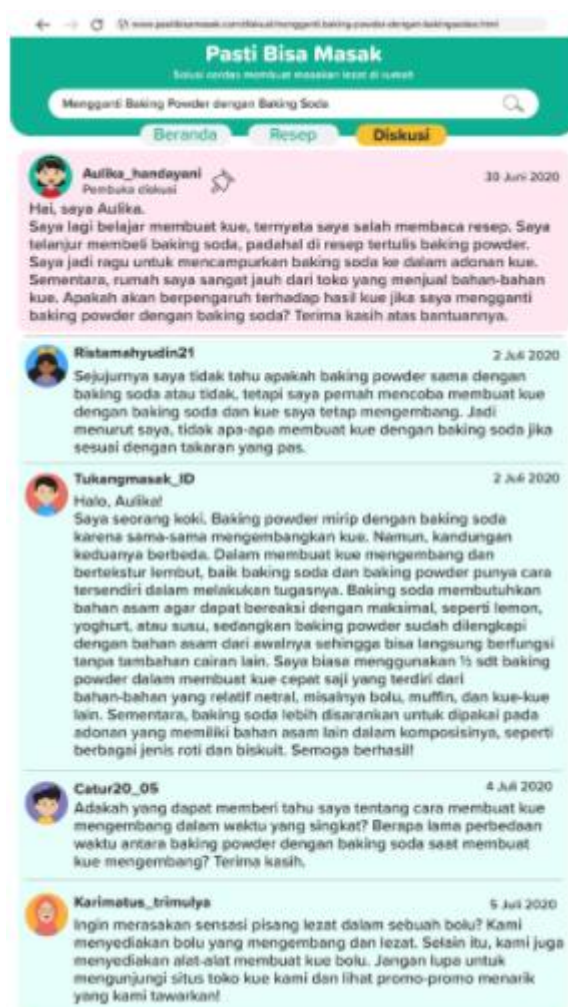 Pasti Bisa Masak
Solusi cerdas membuat masakan lezat di rumah
Mengganti Baking Powder dengan Baking Soda
Beranda Resep Diskusi
Aulika_handayani 30 Juni 2020
Pembuka diskusi
Hai, saya Aulika.
Saya lagi belajar membuat kue, ternyata saya salah membaca resep. Saya
telanjur membeli baking soda, padahal di resep tertulis baking powder.
Saya jadi ragu untuk mencampurkan baking soda ke dalam adonan kue.
Sementara, rumah saya sangat jauh dari toko yang menjual bahan-bahan
kue. Apakah akan berpengaruh terhadap hasil kue jika saya mengganti
baking powder dengan baking soda? Terima kasih atas bantuannya.
Ristamahyudin21 2 Juli 2020
Sejujurnya saya tidak tahu apakah baking powder sama dengan
baking soda atau tidak, tetapi saya pernah mencoba membuat kue
dengan baking soda dan kue saya tetap mengembang. Jadi
menurut saya, tidak apa-apa membuat kue dengan baking soda jika
sesuai dengan takaran yang pas.
Tukangmasak_ID 2 Juli 2020
Halo, Aulika!
Saya seorang koki. Baking powder mirip dengan baking soda
karena sama-sama mengembangkan kue. Namun, kandungan
keduanya berbeda. Dalam membuat kue mengembang dan
bertekstur lembut, baik baking soda dan baking powder punya cara
tersendiri dalam melakukan tugasnya. Baking soda membutuhkan
bahan asam agar dapat bereaksi dengan maksimal, seperti lemon,
yoghurt, atau susu, sedangkan baking powder sudah dilengkapi
dengan bahan asam dari awalnya sehingga bisa langsung berfungsi
tanpa tambahan cairan lain. Saya biasa menggunakan ½ sdt baking
powder dalam membuat kue cepat saji yang terdiri dari
bahan-bahan yang relatif netral, misalnya bolu, muffin, dan kue-kue
lain. Sementara, baking soda lebih disarankan untuk dipakai pada
adonan yang memiliki bahan asam lain dalam komposisinya, seperti
berbagai jenis roti dan biskuit. Semoga berhasil!
Catur20_05 4 Juli 2020
Adakah yang dapat memberi tahu saya tentang cara membuat kue
mengembang dalam waktu yang singkat? Berapa lama perbedaan
waktu antara baking powder dengan baking soda saat membuat
kue mengembang? Terima kasih.
Karimatus_trimulya 5 Juli 2020
Ingin merasakan sensasi pisang lezat dalam sebuah bolu? Kami
menyediakan bolu yang mengembang dan lezat. Selain itu, kami juga
menyediakan alat-alat membuat kue bolu. Jangan lupa untuk
mengunjungi situs toko kue kami dan lihat promo-promo menarik
yang kami tawarkan!